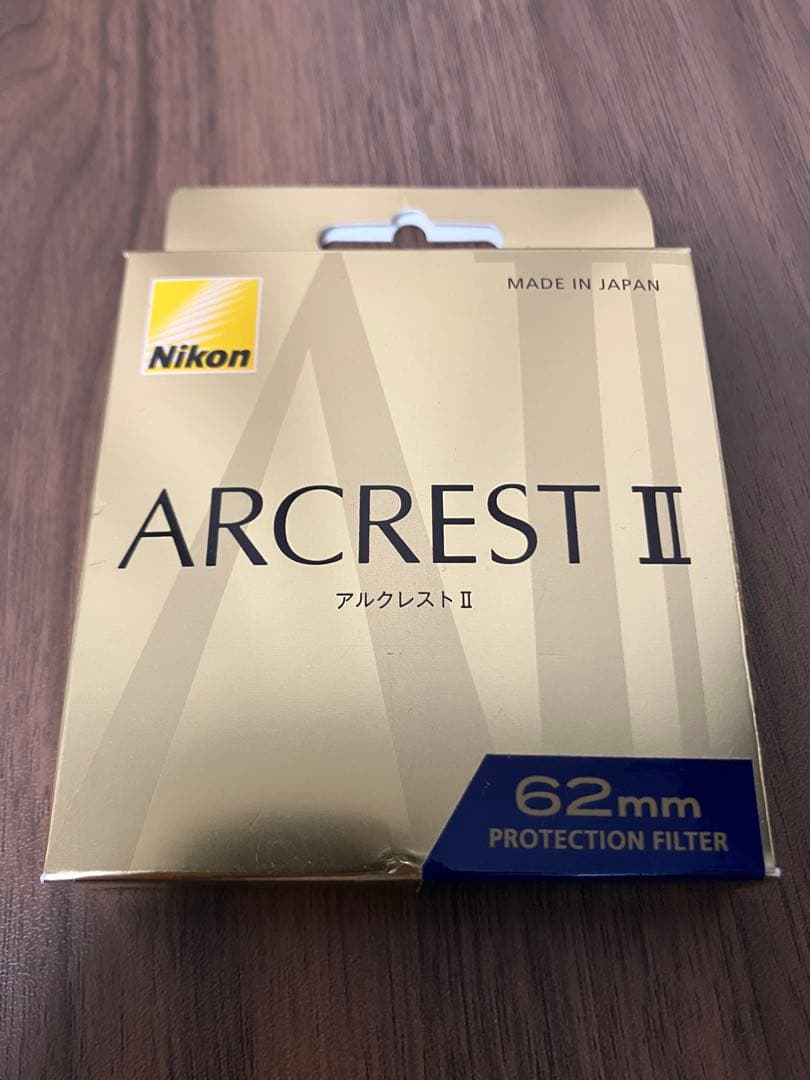 Nikon
MADE IN JAPAN
ARCREST II
アルクレストII
62mm
PROTECTION FILTER